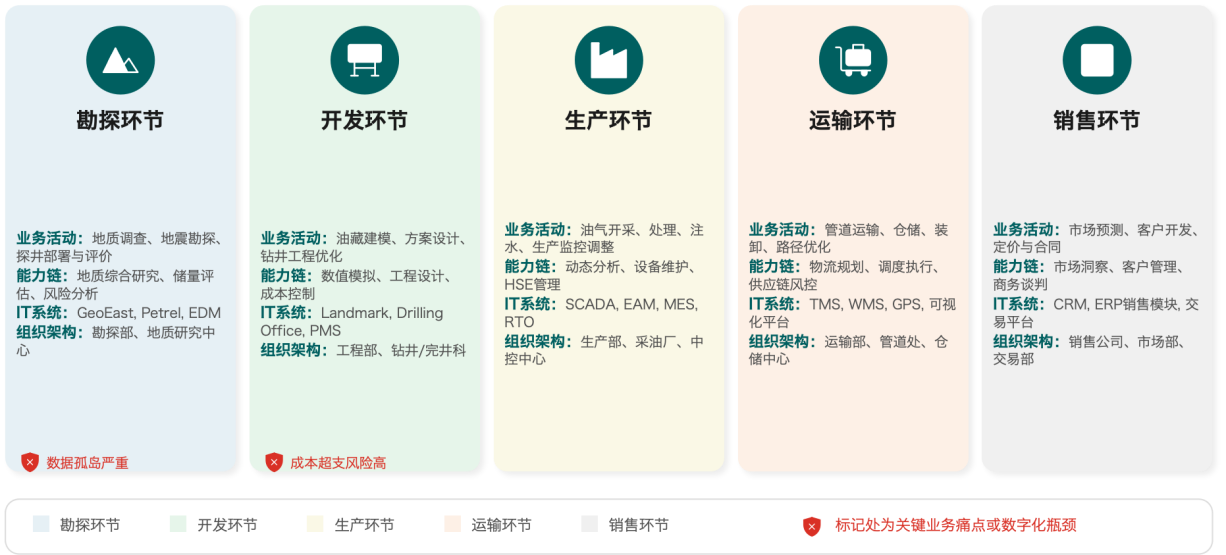 勘探环节
业务活动：地质调查、地震勘探、
探井部署与评价
能力链：地质综合研究、储量评
估、风险分析
IT系统：GeoEast, Petrel, EDM
组织架构：勘探部、地质研究中
心
数据孤岛严重
开发环节
业务活动：油藏建模、方案设计、
钻井工程优化
能力链：数值模拟、工程设计、
成本控制
IT系统：Landmark, Drilling
Office, PMS
组织架构：工程部、钻井/完井科
成本超支风险高
生产环节
业务活动：油气开采、处理、注
水、生产监控调整
能力链：动态分析、设备维护、
HSE管理
IT系统：SCADA, EAM, MES,
RTO
组织架构：生产部、采油厂、中
控中心
运输环节
业务活动：管道运输、仓储、装
卸、路径优化
能力链：物流规划、调度执行、
供应链风控
IT系统：TMS, WMS, GPS, 可视
化平台
组织架构：运输部、管道处、仓
储中心
销售环节
业务活动：市场预测、客户开发、
定价与合同
能力链：市场洞察、客户管理、
商务谈判
IT系统：CRM, ERP销售模块, 交
易平台
组织架构：销售公司、市场部、
交易部
勘探环节
开发环节
生产环节
运输环节
销售环节
标记处为关键业务痛点或数字化瓶颈